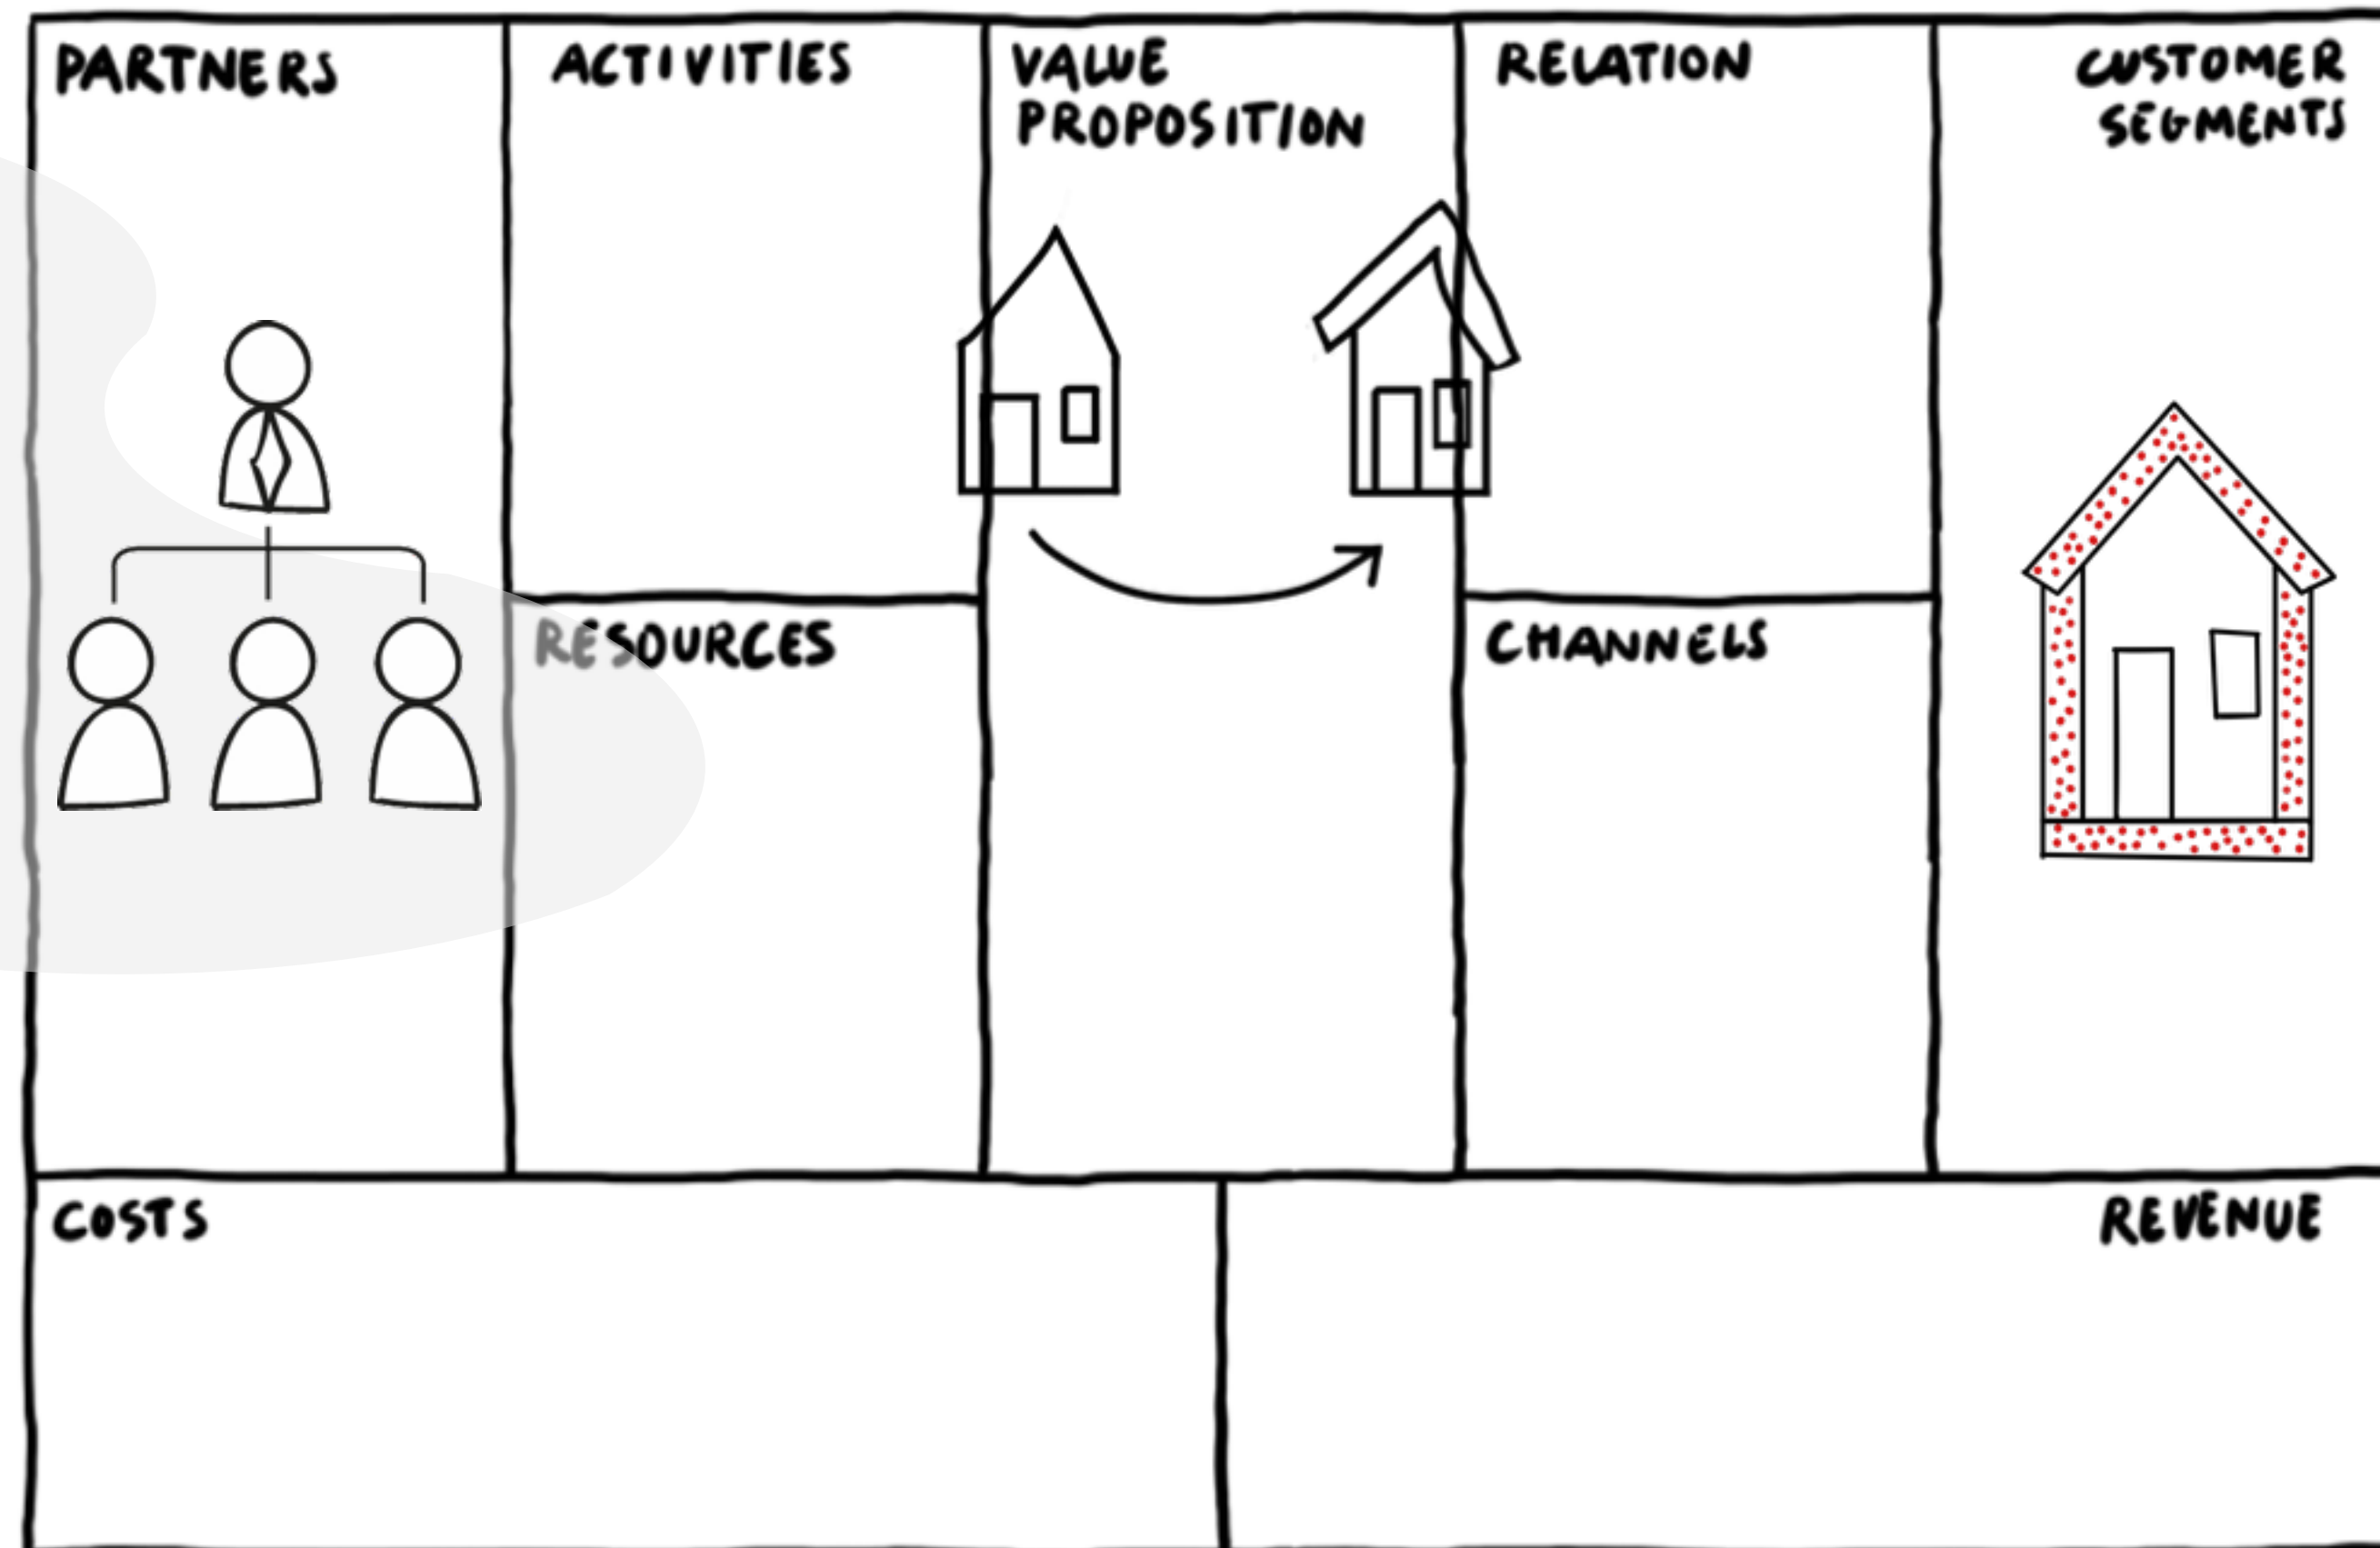 PARTNERS
ACTIVITIES
VALUE
PROPOSITION
RELATION
CUSTOMER
SEGMENTS
RESOURCES
CHANNELS
COSTS
REVENUE